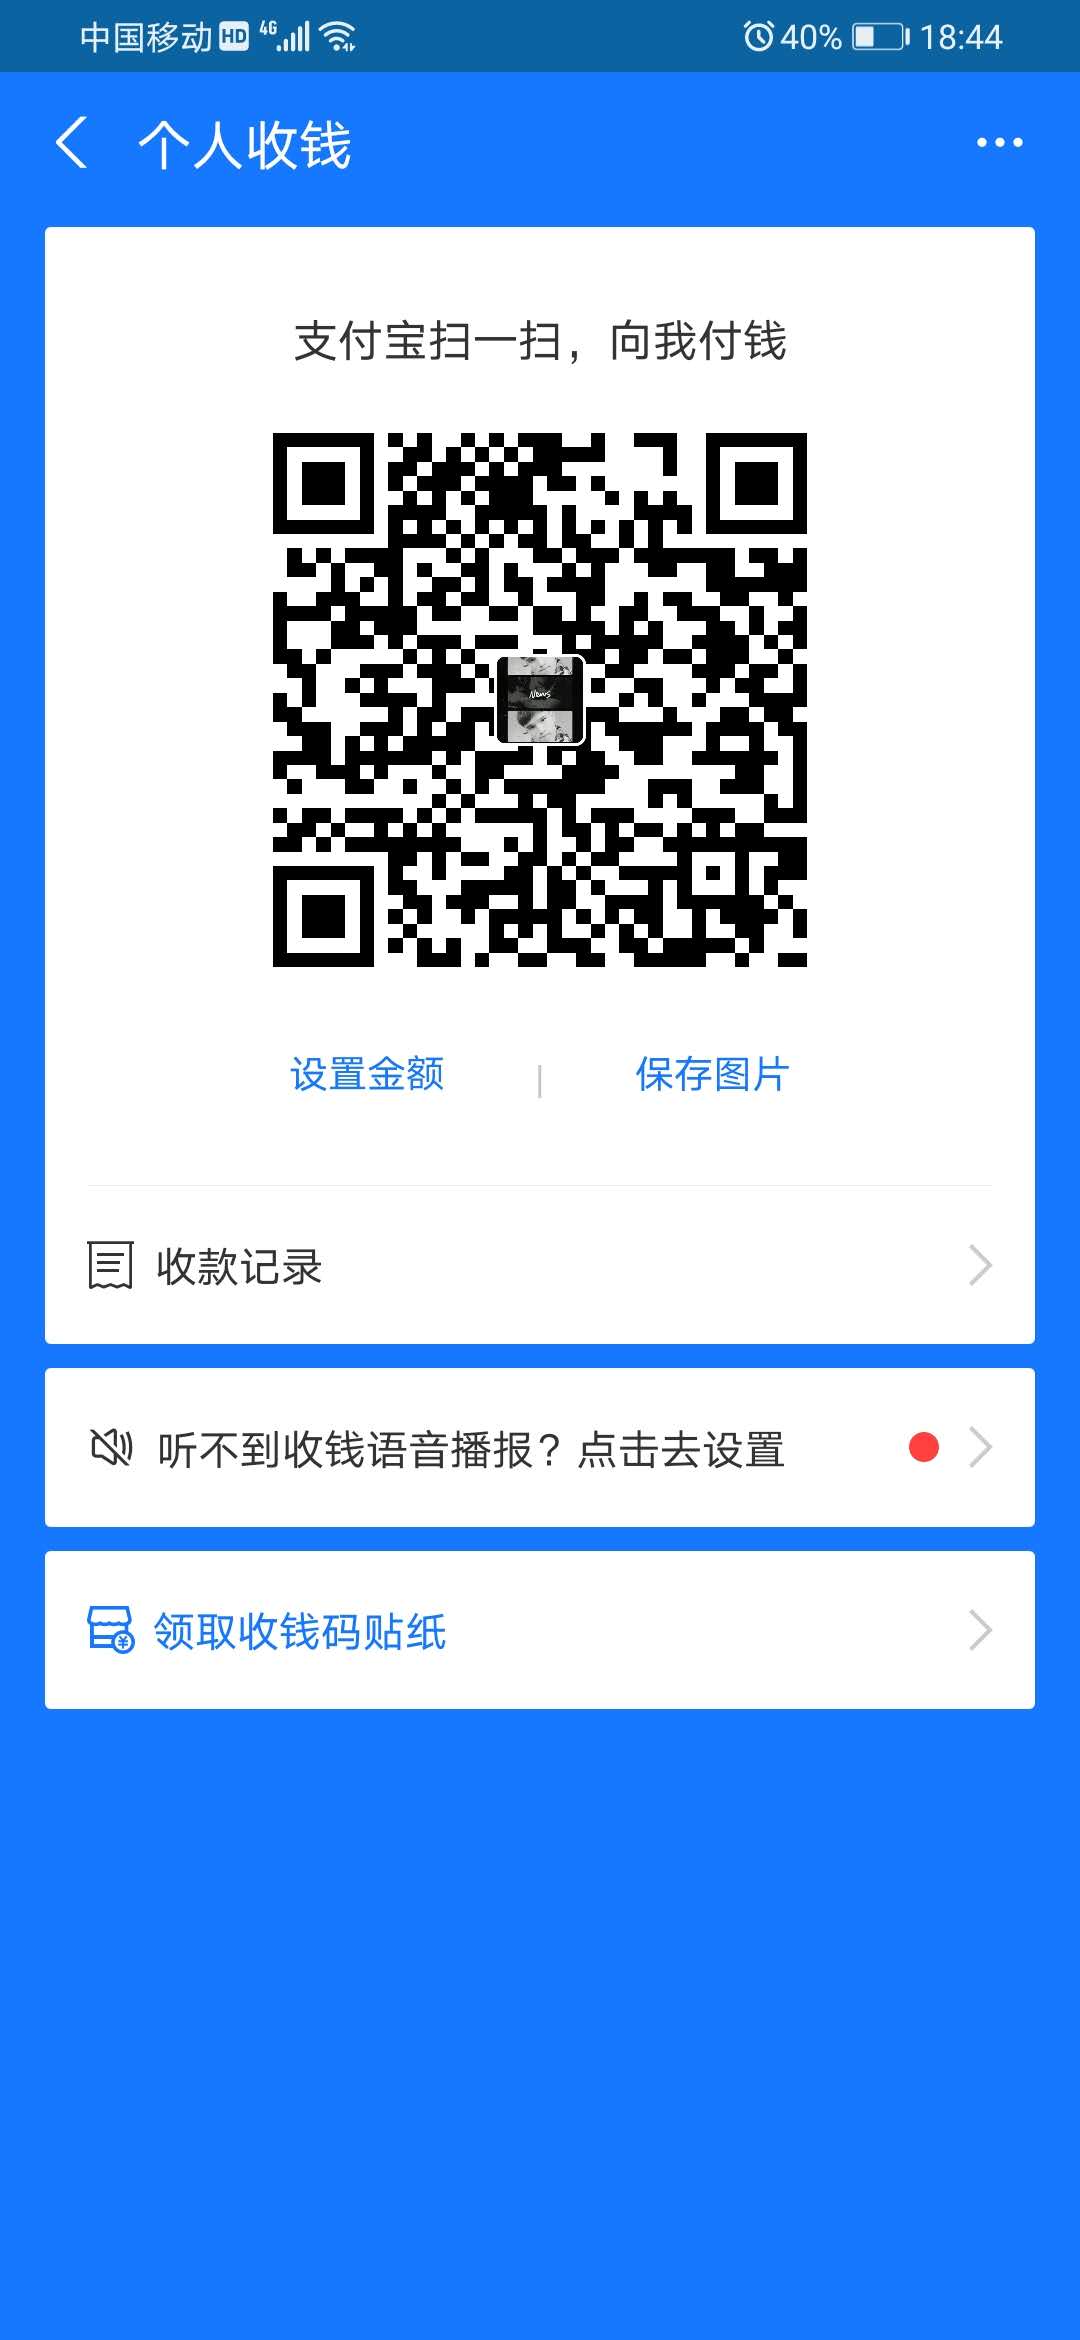 中国移动 HD 4G 40% 18:44
个人收钱
支付宝扫一扫，向我付钱
News
设置金额 | 保存图片
收款记录
听不到收钱语音播报？点击去设置
领取收钱码贴纸